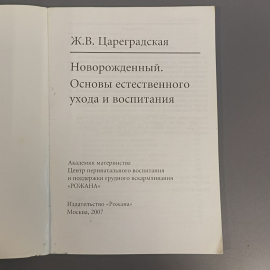 Ж.В. Цареградская
Новорожденный.
Основы естественного
ухода и воспитания
Академия материнства
Центр перинатального воспитания
и поддержки грудного вскармливания
«РОЖАНА»
Издательство «Рожана»
Москва, 2007